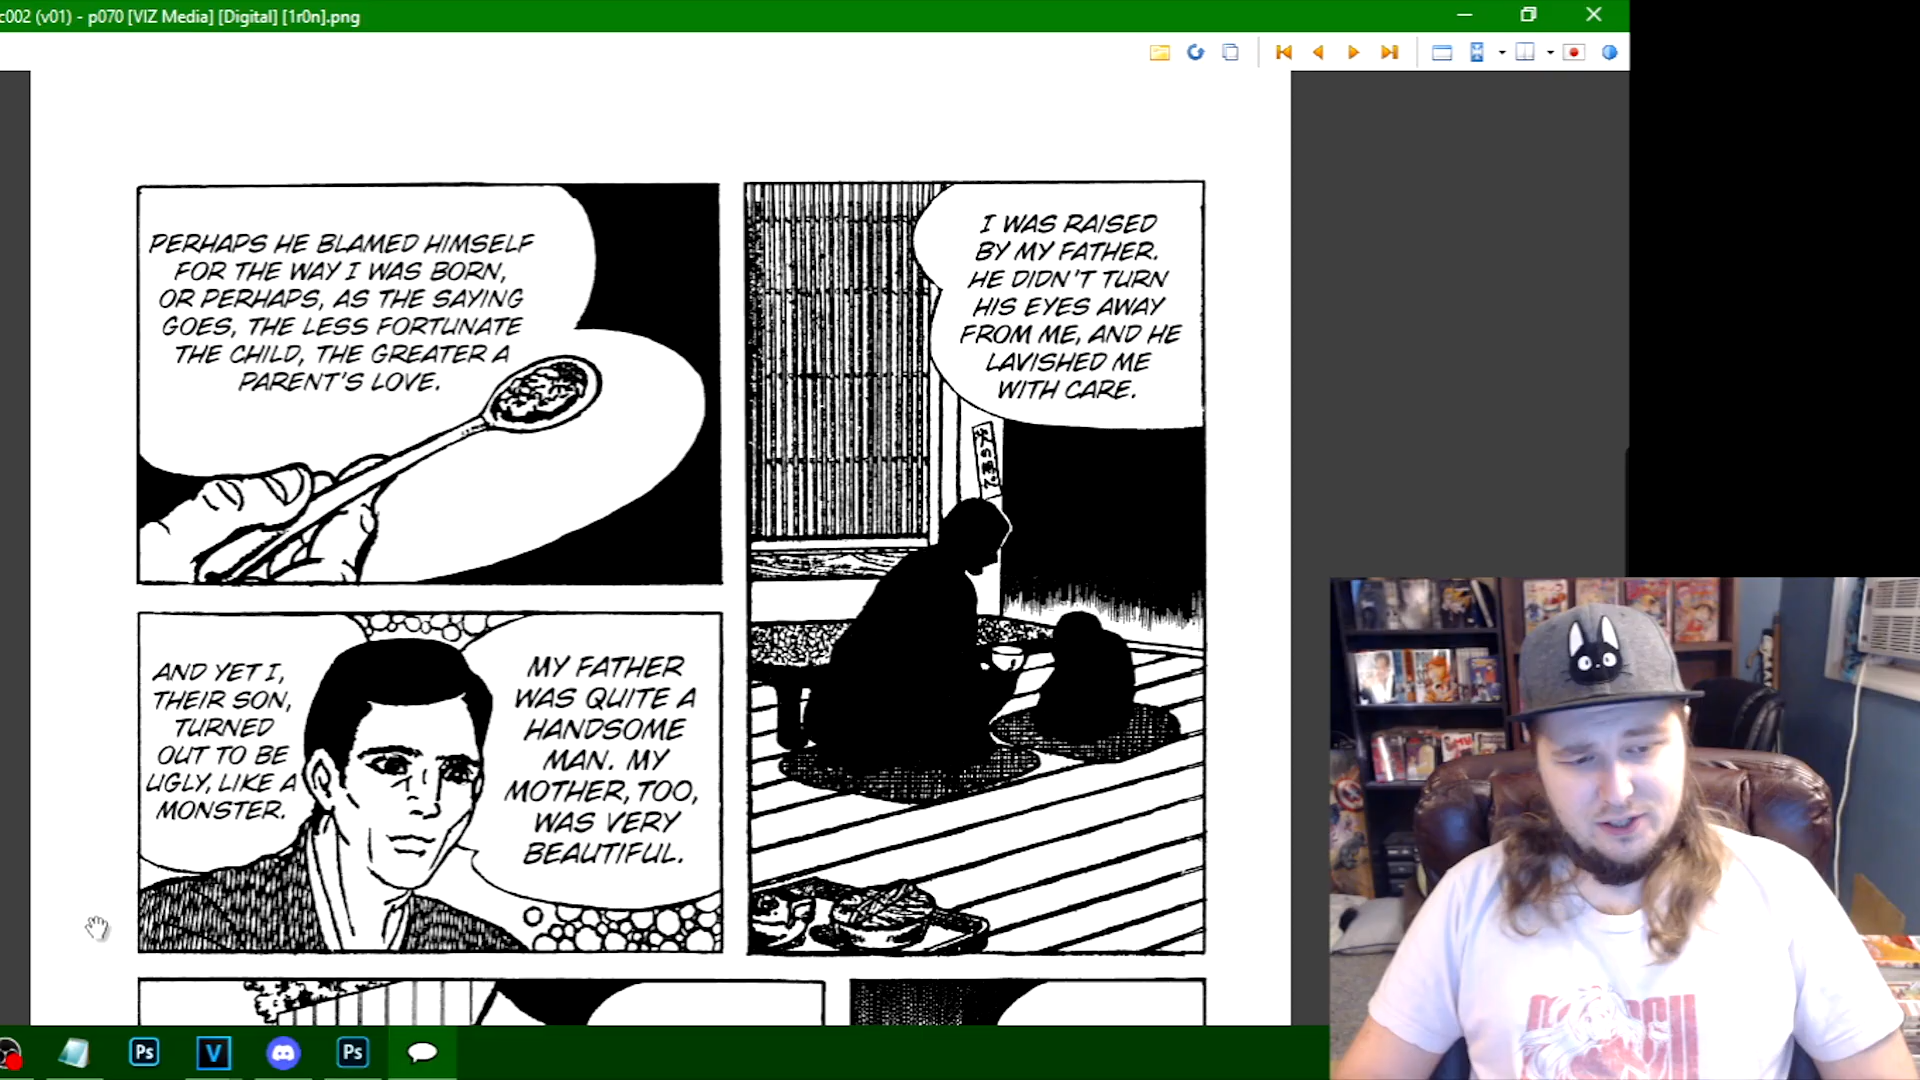 c002 (v01) - p070 [VIZ Media] [Digital] [1r0n].png
I WAS RAISED
BY MY FATHER.
HE DIDN'T TURN
HIS EYES AWAY
FROM ME, AND HE
LAVISHED ME
WITH CARE.
PERHAPS HE BLAMED HIMSELF
FOR THE WAY I WAS BORN,
OR PERHAPS, AS THE SAYING
GOES, THE LESS FORTUNATE
THE CHILD, THE GREATER A
PARENT'S LOVE.
MY FATHER
WAS QUITE A
HANDSOME
MAN. MY
MOTHER, TOO,
WAS VERY
BEAUTIFUL.
AND YET I,
THEIR SON,
TURNED
OUT TO BE
UGLY, LIKE A
MONSTER.
Ps
V
Ps